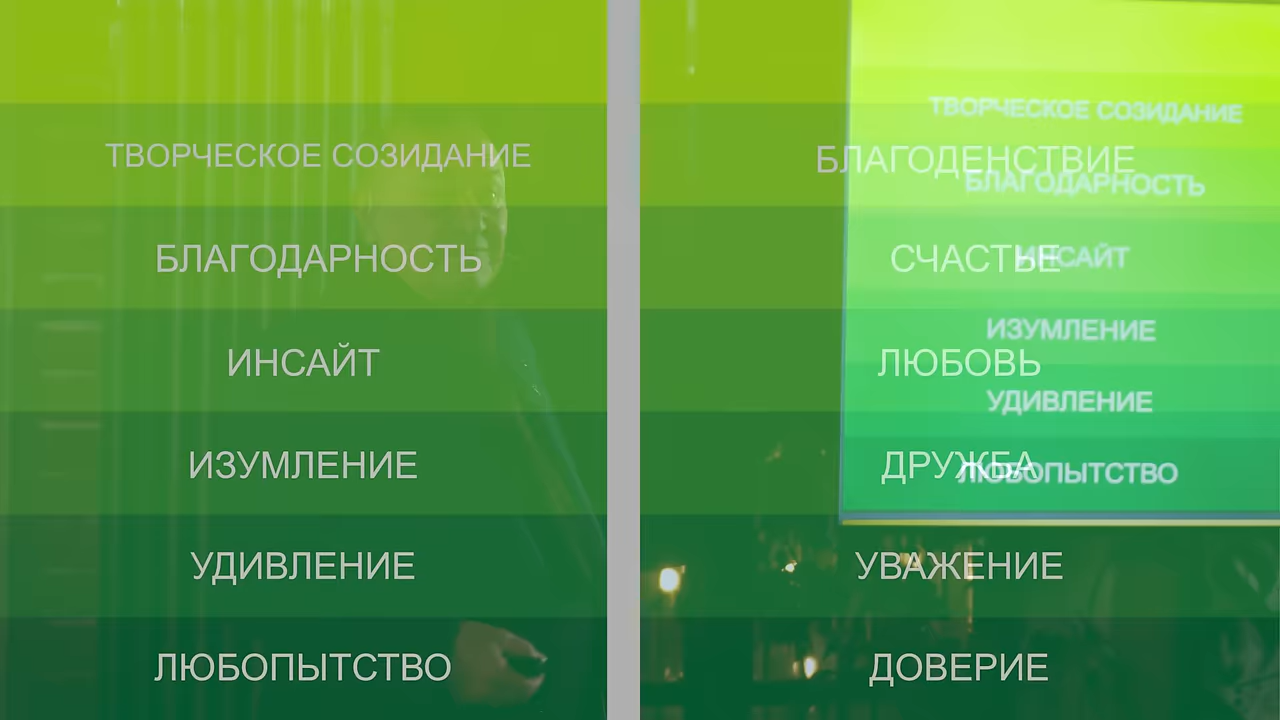 ТВОРЧЕСКОЕ СОЗИДАНИЕ
БЛАГОДАРНОСТЬ
ИНСАЙТ
ИЗУМЛЕНИЕ
УДИВЛЕНИЕ
ЛЮБОПЫТСТВО
БЛАГОДЕНСТВИЕ
СЧАСТЬЕ
ЛЮБОВЬ
ДРУЖБА
УВАЖЕНИЕ
ДОВЕРИЕ
ТВОРЧЕСКОЕ СОЗИДАНИЕ
БЛАГОДАРНОСТЬ
ИНСАЙТ
ИЗУМЛЕНИЕ
УДИВЛЕНИЕ
ЛЮБОПЫТСТВО